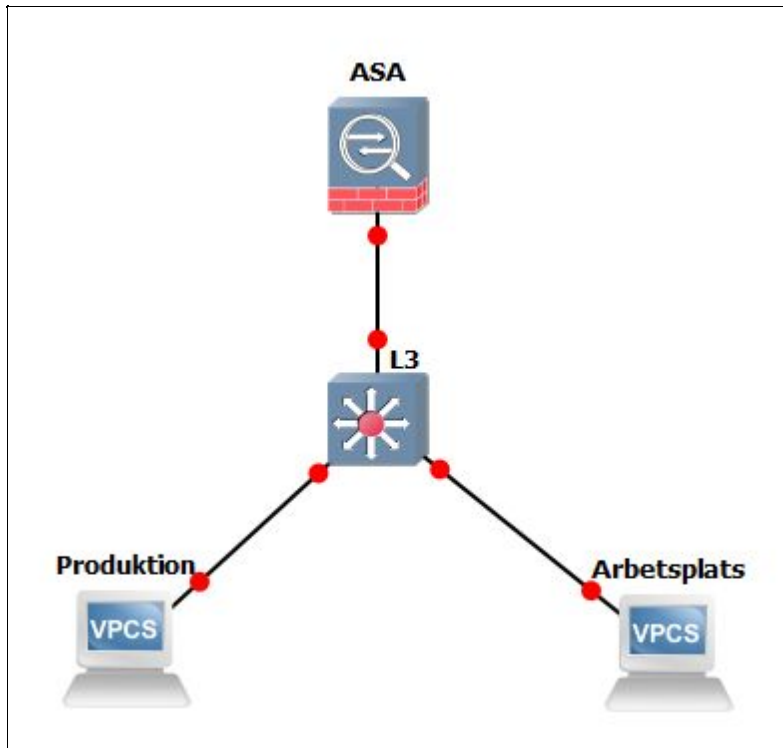 ASA
L3
Produktion
Arbetsplats
VPCS
VPCS